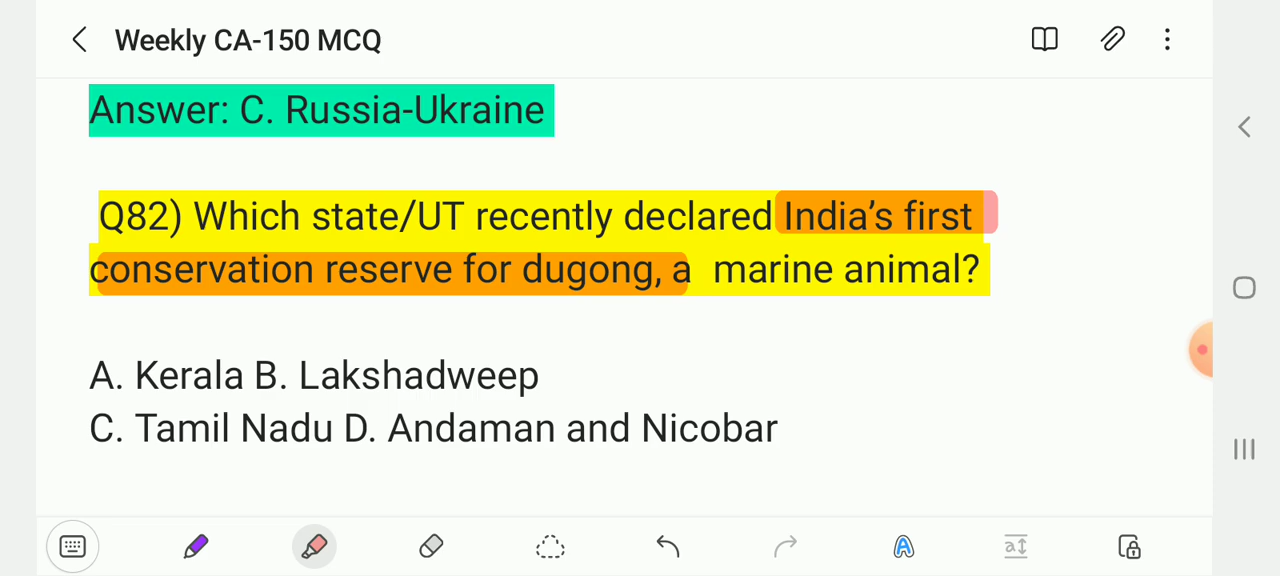 Weekly CA-150 MCQ
Answer: C. Russia-Ukraine
Q82) Which state/UT recently declared India’s first
conservation reserve for dugong, a marine animal?
A. Kerala B. Lakshadweep
C. Tamil Nadu D. Andaman and Nicobar
A
a